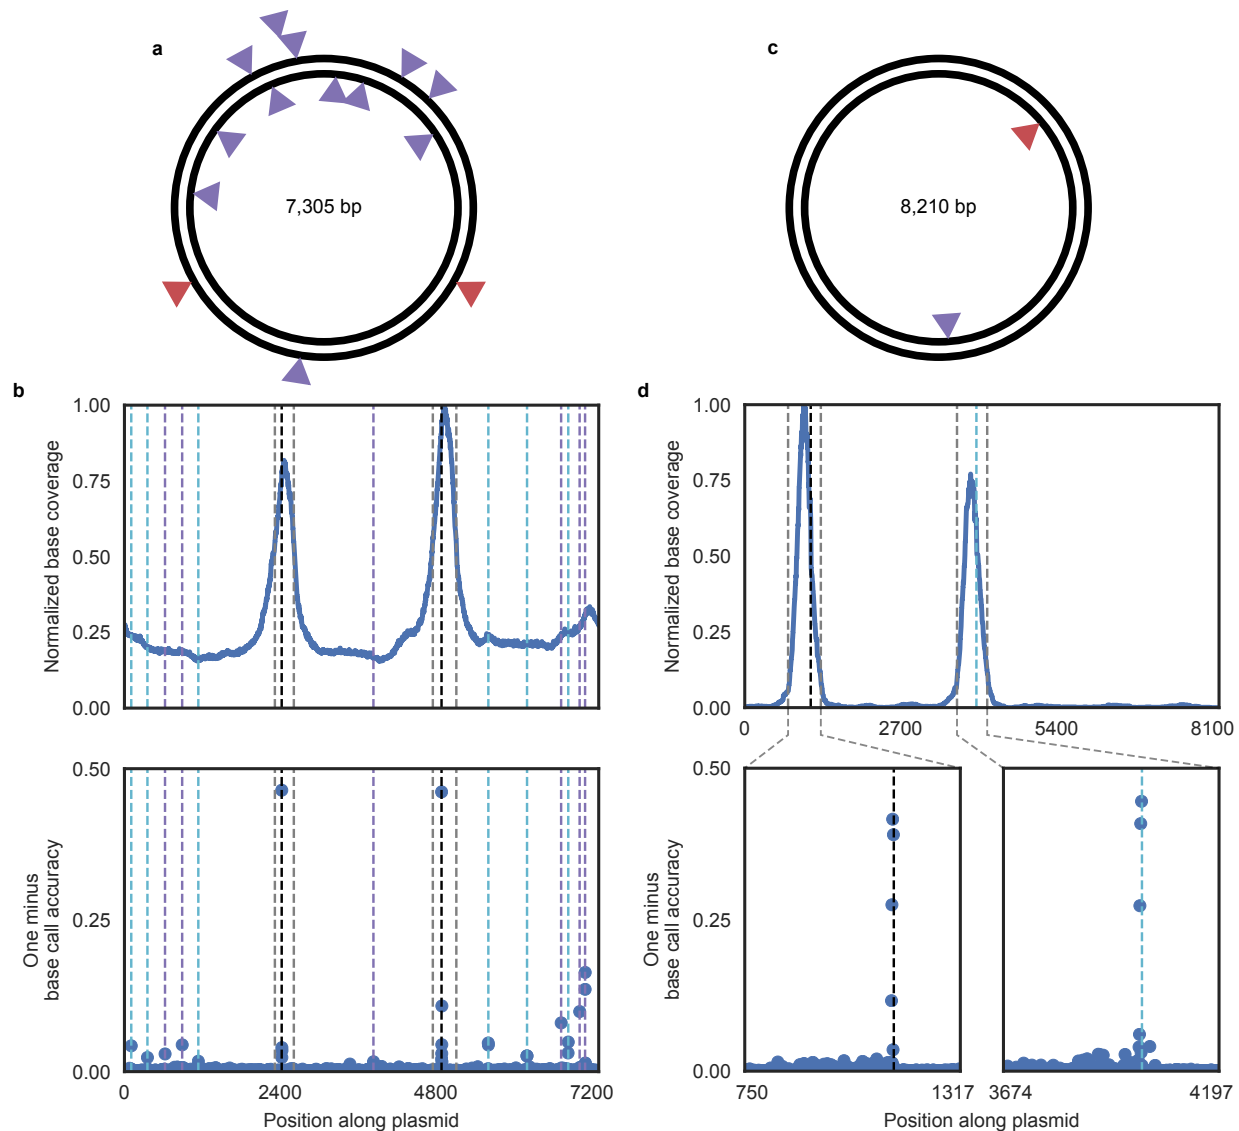 a
7,305 bp
c
8,210 bp
b
Normalized base coverage
1.00
0.75
0.50
0.25
0.00
One minus
base call accuracy
0.50
0.25
0.00
0
2400
4800
7200
Position along plasmid
d
Normalized base coverage
1.00
0.75
0.50
0.25
0.00
0
2700
5400
8100
One minus
base call accuracy
0.50
0.25
0.00
750
1317
3674
4197
Position along plasmid